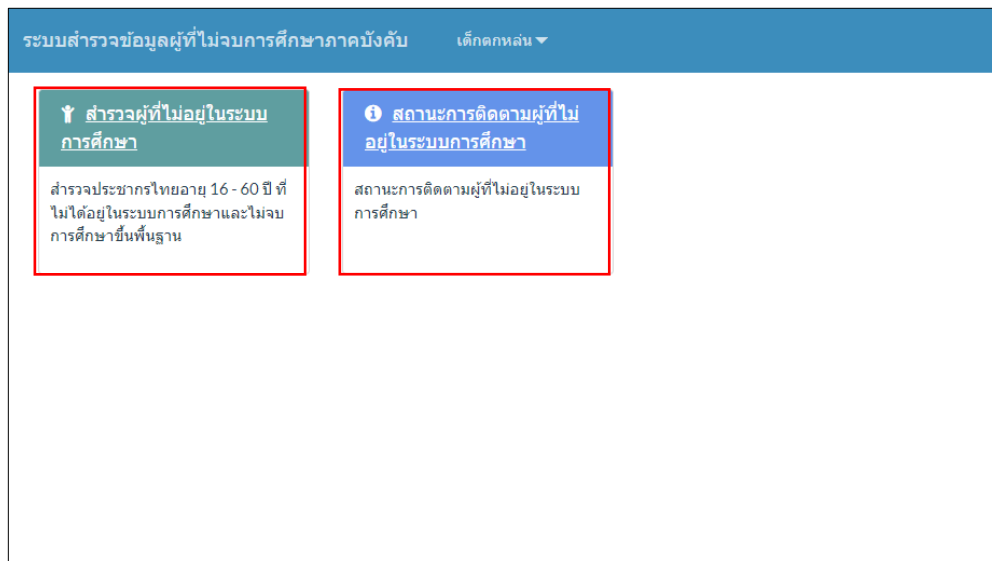 ระบบสำรวจข้อมูลผู้ที่ไม่จบการศึกษาภาคบังคับ เด็กตกหล่น
สำรวจผู้ที่ไม่อยู่ในระบบ
การศึกษา
สำรวจประชากรไทยอายุ 16 - 60 ปี ที่
ไม่ได้อยู่ในระบบการศึกษาและไม่จบ
การศึกษาขึ้นพื้นฐาน
สถานะการติดตามผู้ที่ไม่
อยู่ในระบบการศึกษา
สถานะการติดตามผู้ที่ไม่อยู่ในระบบ
การศึกษา